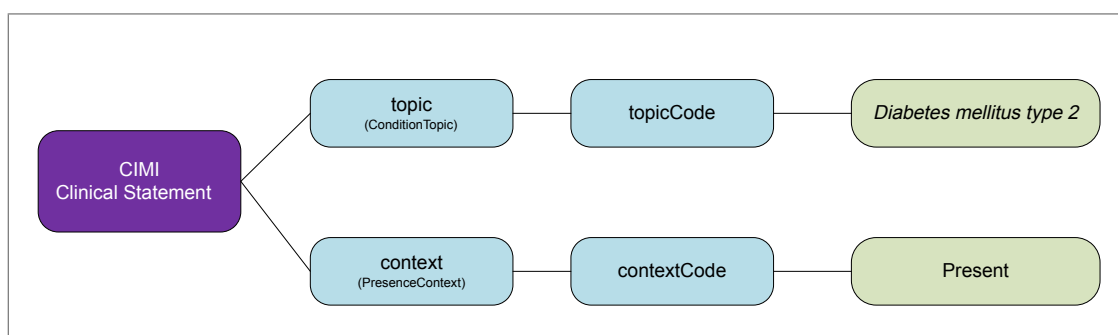 topic
(ConditionTopic)
topicCode
Diabetes mellitus type 2
CIMI
Clinical Statement
context
(PresenceContext)
contextCode
Present